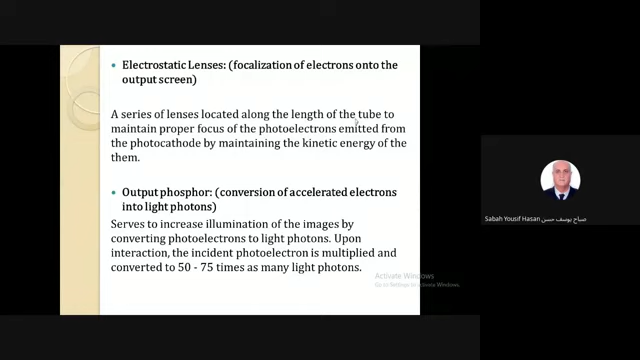 Electrostatic Lenses: (focalization of electrons onto the
output screen)
A series of lenses located along the length of the tube to
maintain proper focus of the photoelectrons emitted from
the photocathode by maintaining the kinetic energy of the
them.
Output phosphor: (conversion of accelerated electrons
into light photons)
Serves to increase illumination of the images by
converting photoelectrons to light photons. Upon
interaction, the incident photoelectron is multiplied and
converted to 50 - 75 times as many light photons.
Activate Windows
Go to Settings to activate Windows.
Sabah Yousif Hasan صباح يوسف حسن